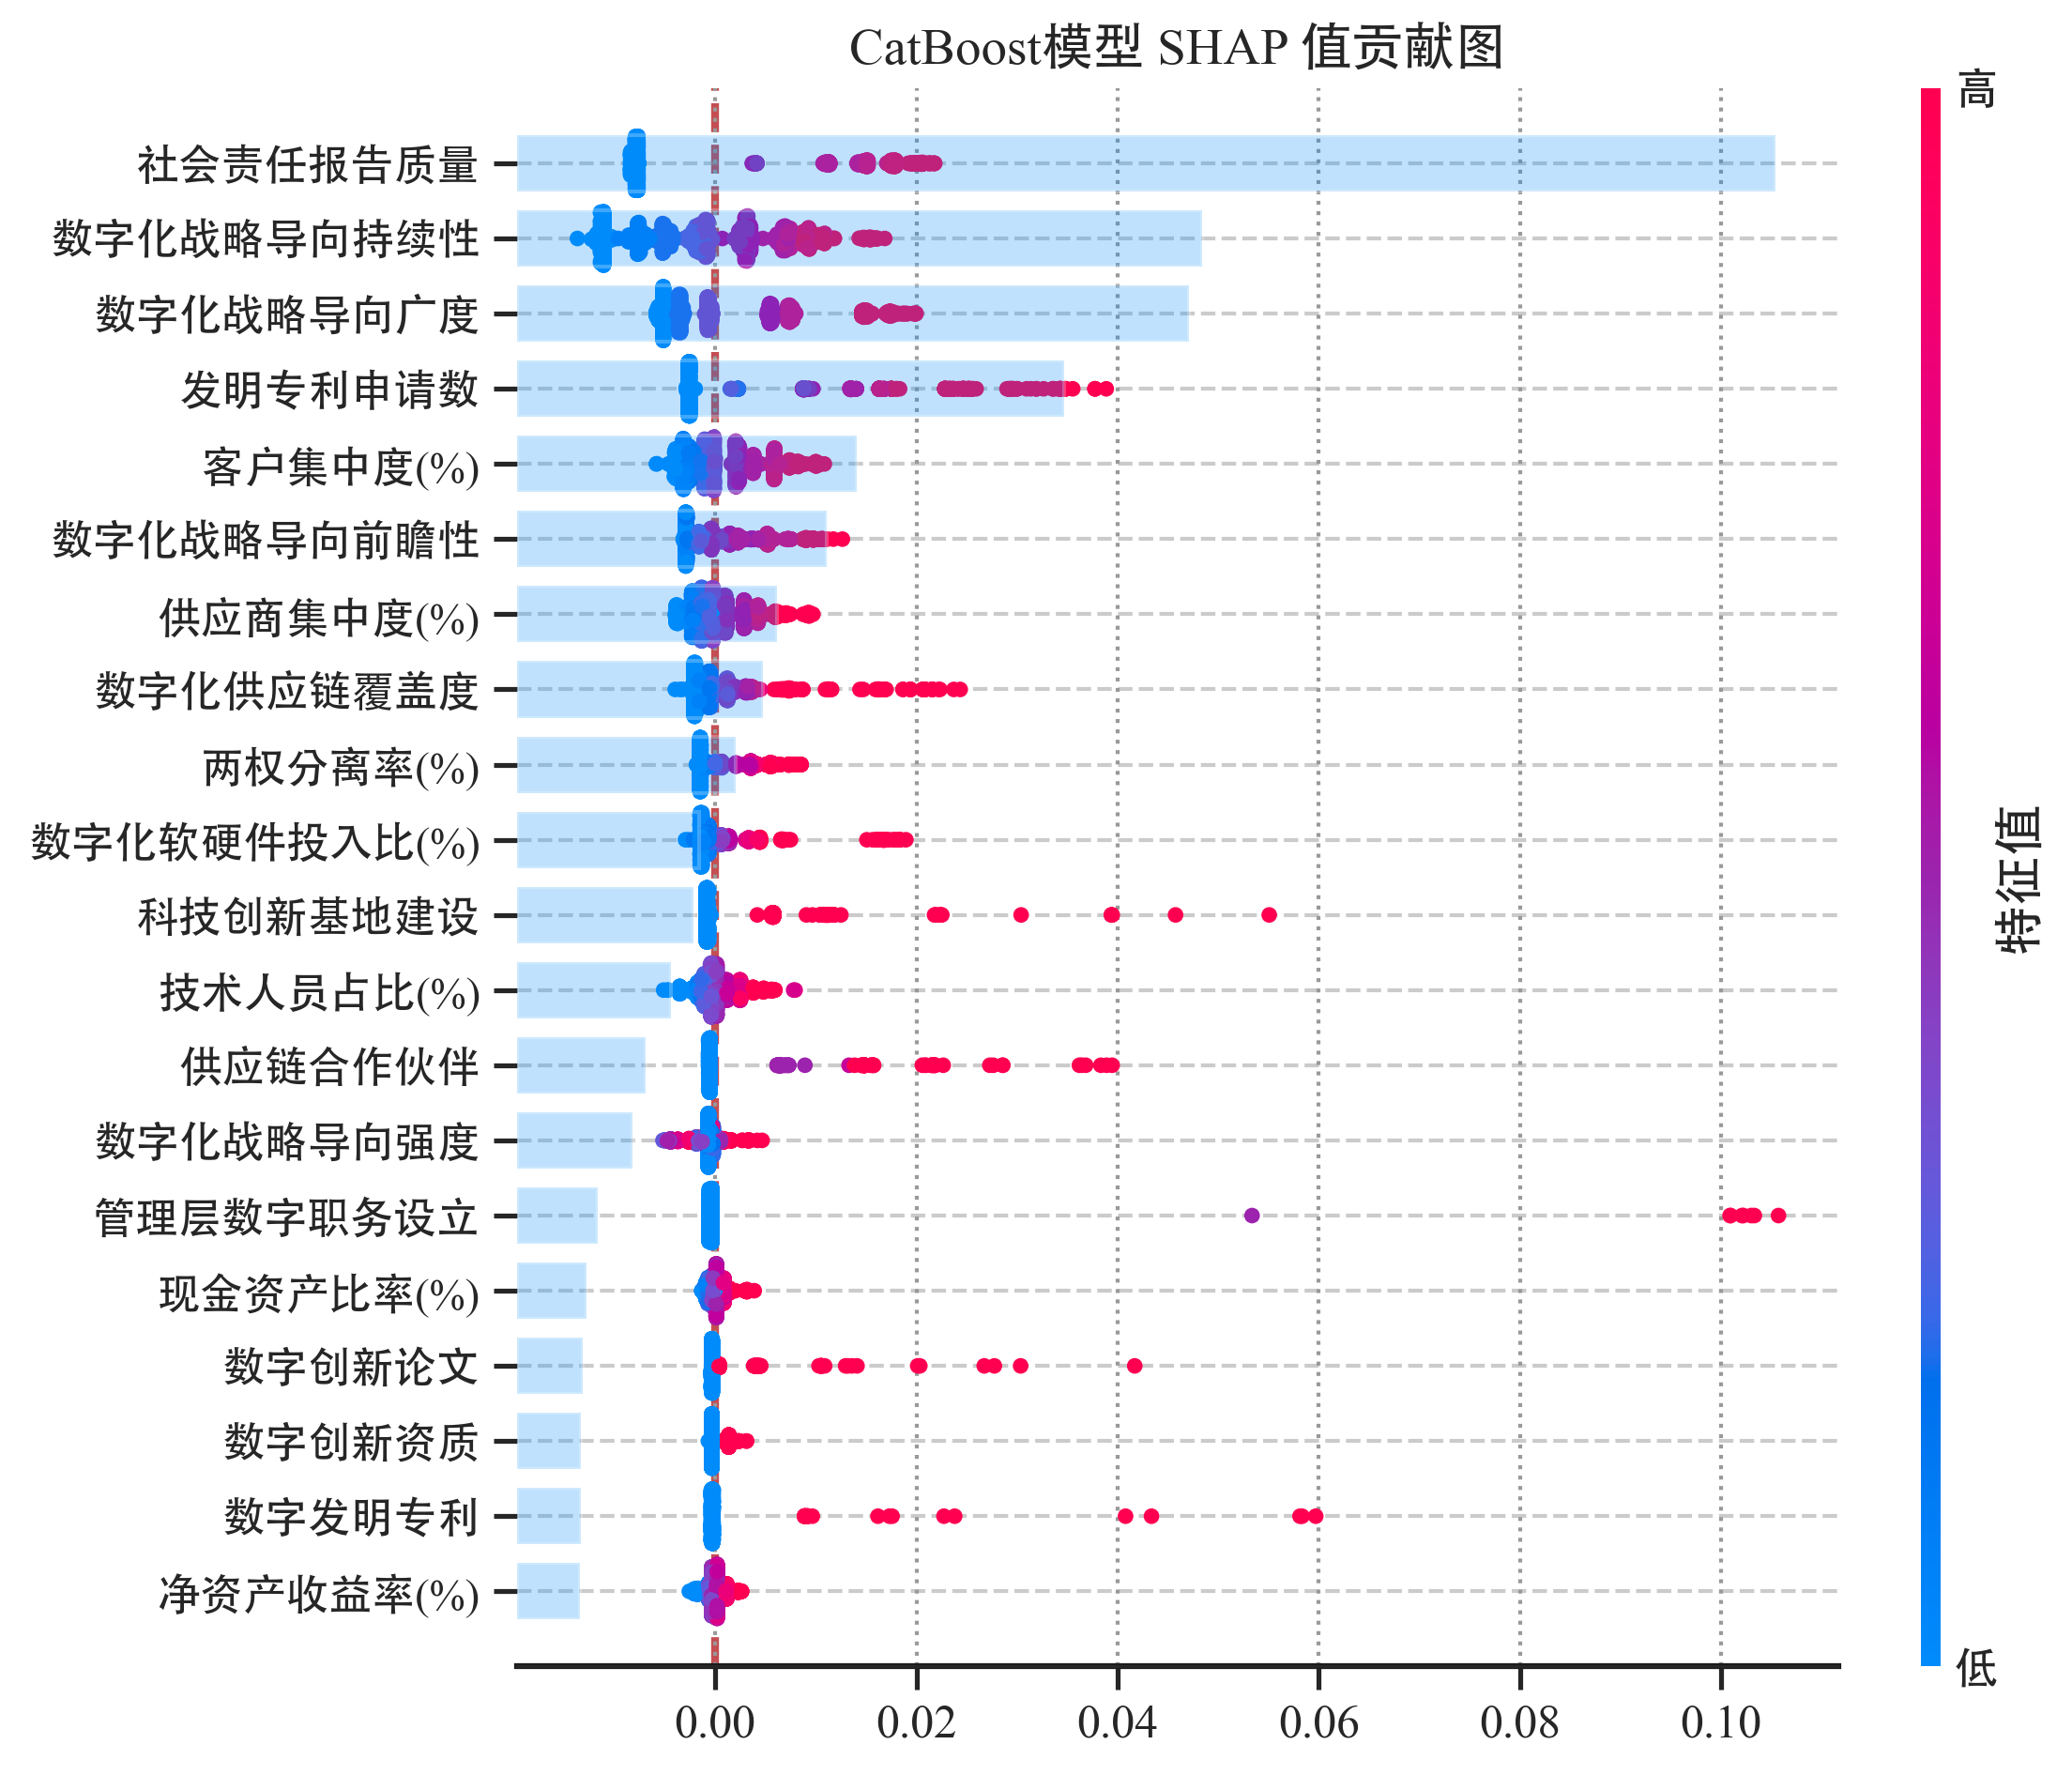 CatBoost模型 SHAP 值贡献图
高
社会责任报告质量
数字化战略导向持续性
数字化战略导向广度
发明专利申请数
客户集中度(%)
数字化战略导向前瞻性
供应商集中度(%)
数字化供应链覆盖度
两权分离率(%)
数字化软硬件投入比(%)
科技创新基地建设
技术人员占比(%)
供应链合作伙伴
数字化战略导向强度
管理层数字职务设立
现金资产比率(%)
数字创新论文
数字创新资质
数字发明专利
净资产收益率(%)
特征值
低
0.00 0.02 0.04 0.06 0.08 0.10